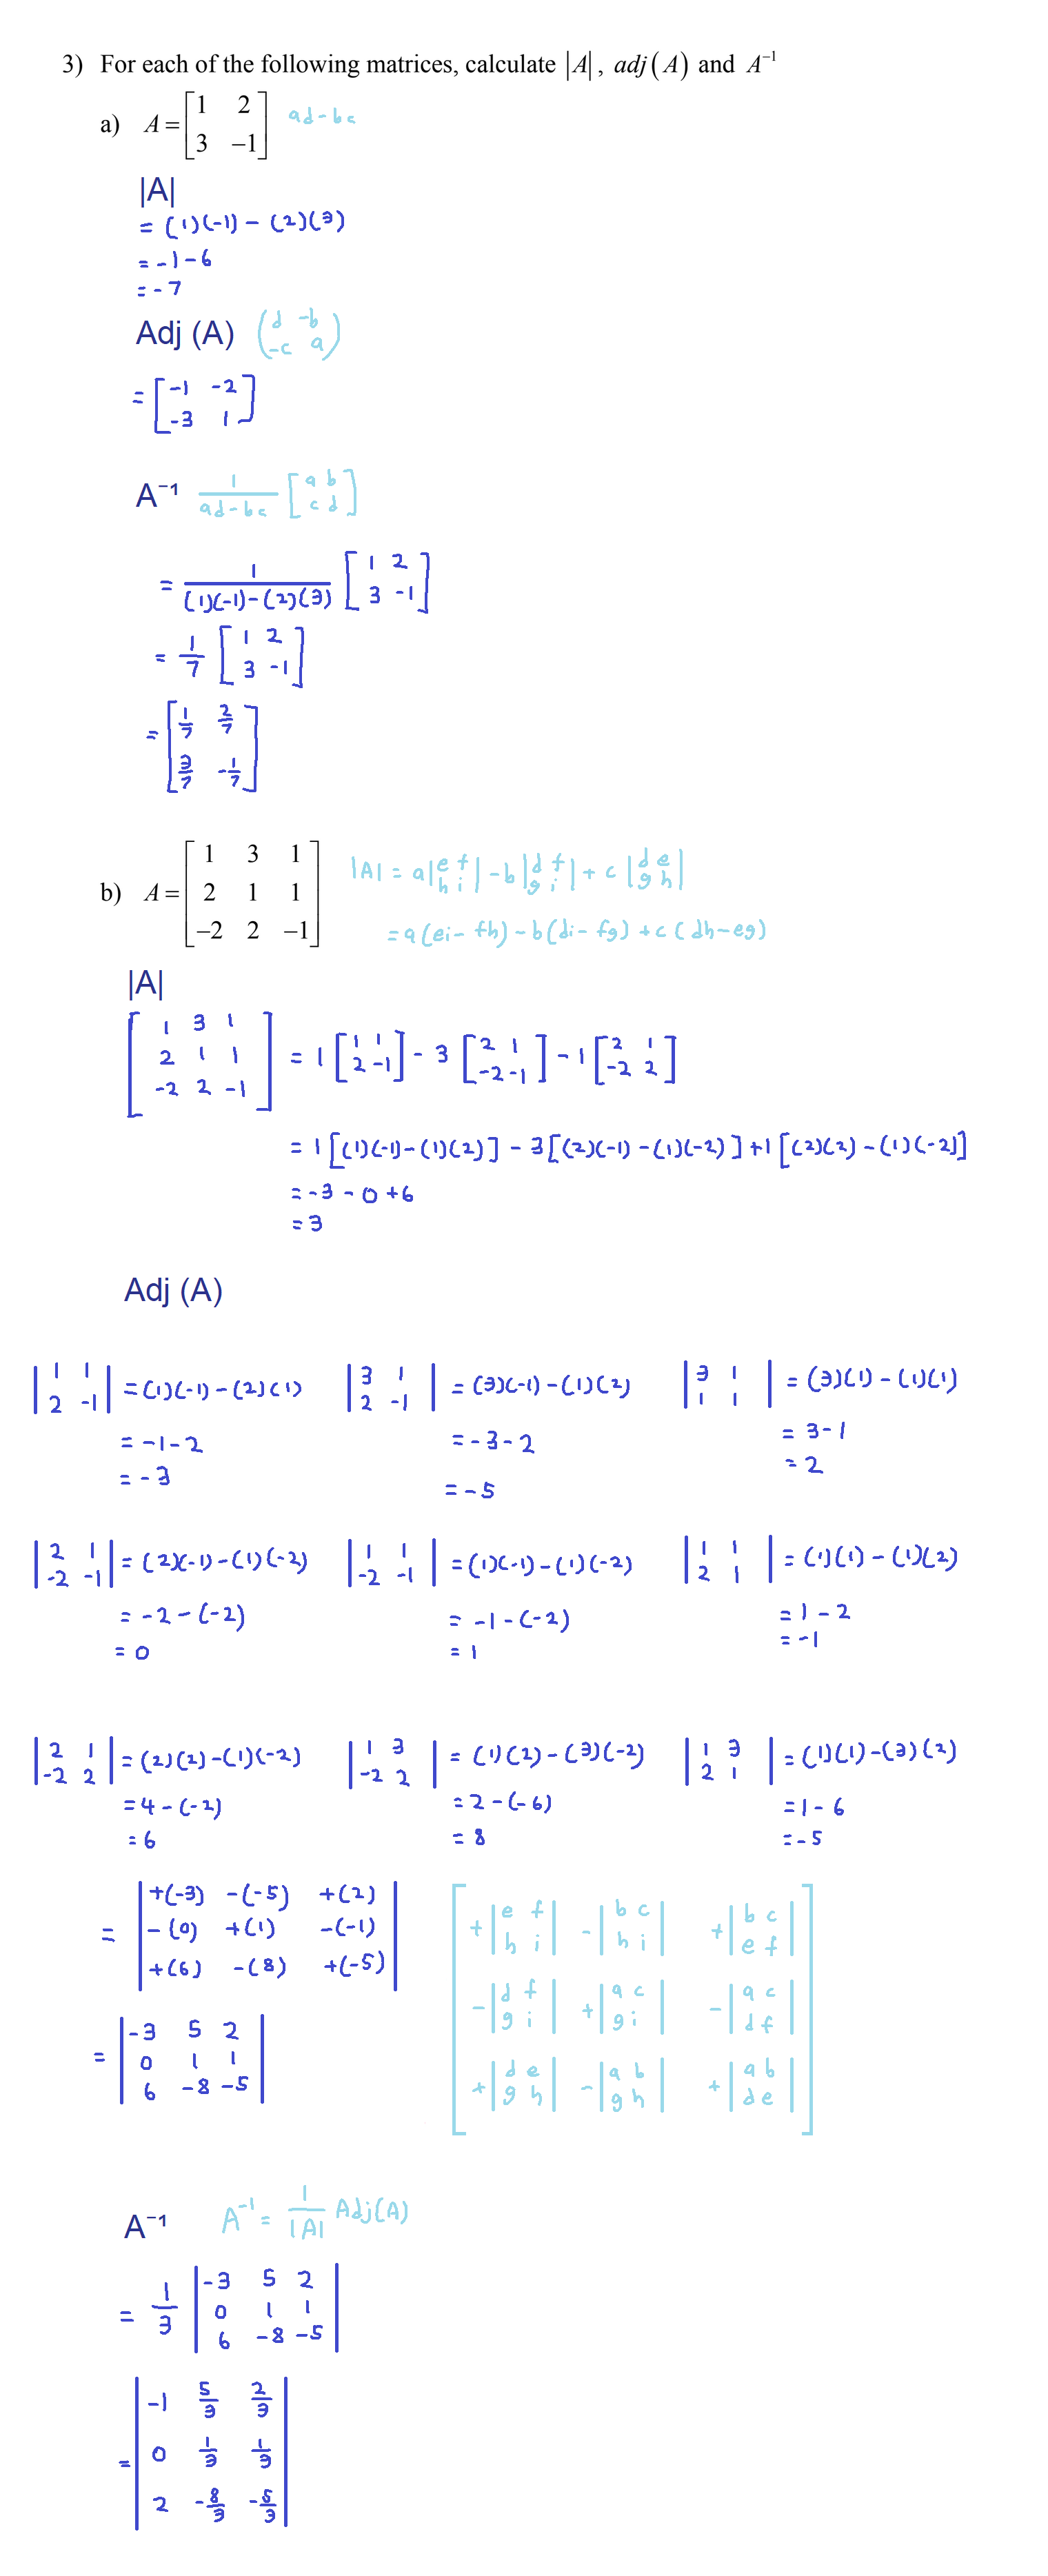 3) For each of the following matrices, calculate |A|, adj(A) and A⁻¹
a) A = [1 2; 3 −1] ad-bc
|A|
= (1)(-1) - (2)(3)
= -1-6
= -7
Adj (A) (d -b; -c a)
= [-1 -2; -3 1]
A⁻¹ 1/(ad-bc) [a b; c d]
= 1/((1)(-1)-(2)(3)) [1 2; 3 -1]
= 1/7 [1 2; 3 -1]
= [1/7 2/7; 3/7 -1/7]
b) A = [1 3 1; 2 1 1; −2 2 −1] |A| = a|e f; h i| - b|d f; g i| + c|d e; g h|
= a(ei- fh) - b(di- fg) + c(dh-eg)
|A|
[1 3 1; 2 1 1; -2 2 -1] = 1[1 1; 2 -1] - 3[2 1; -2 -1] - 1[2 1; -2 2]
= 1[(1)(-1)-(1)(2)] - 3[(2)(-1) - (1)(-2)] +1[(2)(2) - (1)(-2)]
= -3 - 0 +6
= 3
Adj (A)
|1 1; 2 -1| = (1)(-1) - (2)(1) |3 1; 2 -1| = (3)(-1) - (1)(2) |3 1; 1 1| = (3)(1) - (1)(1)
= -1-2 = -3-2 = 3-1
= -3 = -5 = 2
|2 1; -2 -1| = (2)(-1) - (1)(-2) |1 1; -2 -1| = (1)(-1) - (1)(-2) |1 1; 2 1| = (1)(1) - (1)(2)
= -2-(-2) = -1-(-2) = 1-2
= 0 = 1 = -1
|2 1; -2 2| = (2)(2) - (1)(-2) |1 3; -2 2| = (1)(2) - (3)(-2) |1 3; 2 1| = (1)(1) - (3)(2)
= 4-(-2) = 2-(-6) = 1-6
= 6 = 8 = -5
= |+(-3) -(-5) +(2); -(0) +(1) -(-1); +(6) -(8) +(-5)| [+|e f; h i| -|b c; h i| +|b c; e f|; -|d f; g i| +|a c; g i| -|a c; d f|; +|d e; g h| -|a b; g h| +|a b; d e|]
= |-3 5 2; 0 1 1; 6 -8 -5|
A⁻¹ A⁻¹ = 1/|A| Adj(A)
= 1/3 |-3 5 2; 0 1 1; 6 -8 -5|
= |-1 5/3 2/3; 0 1/3 1/3; 2 -8/3 -5/3|